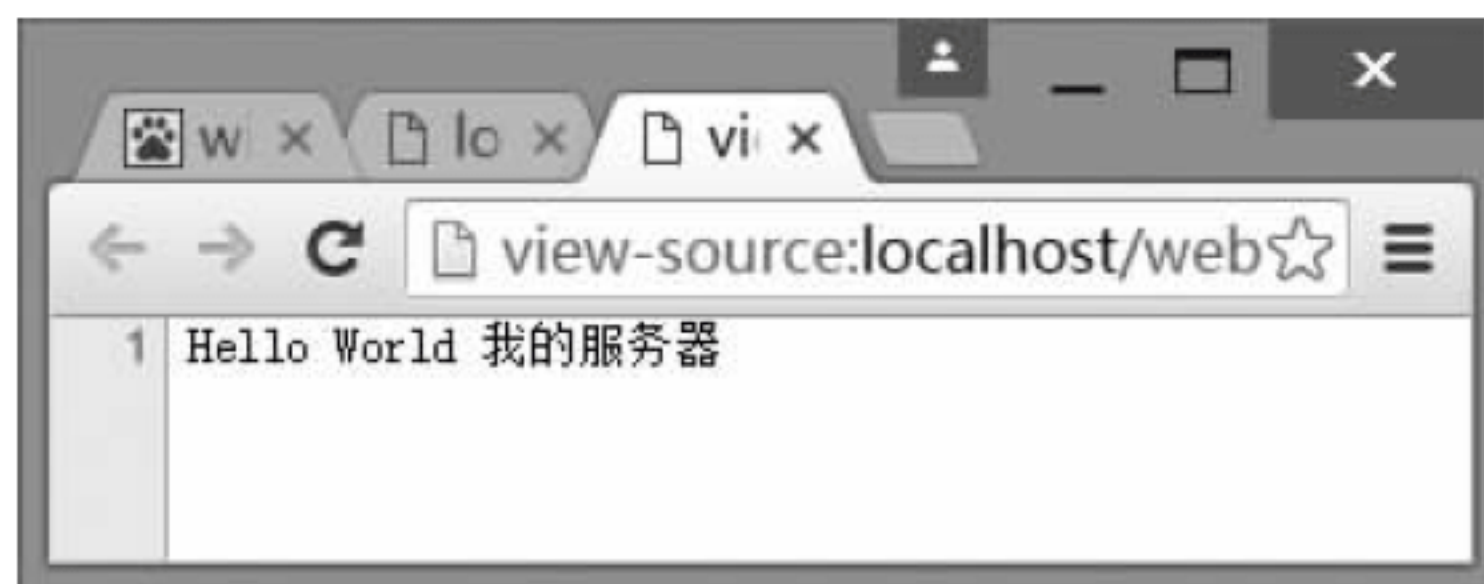 w
lo
vi
view-source:localhost/web
1 Hello World 我的服务器